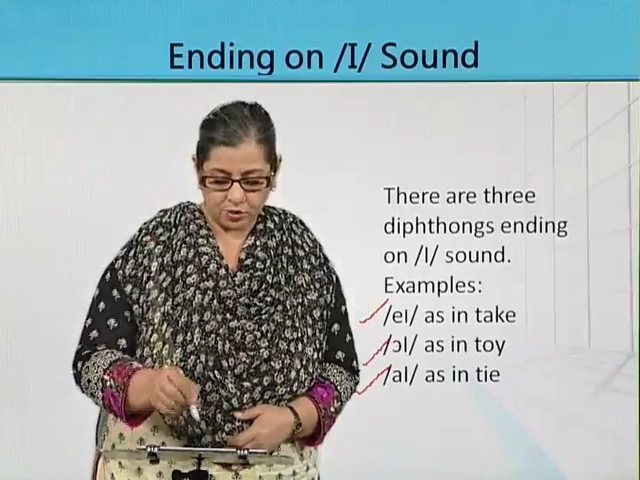 Ending on /I/ Sound
There are three
diphthongs ending
on /I/ sound.
Examples:
/eɪ/ as in take
/ɔI/ as in toy
/aI/ as in tie